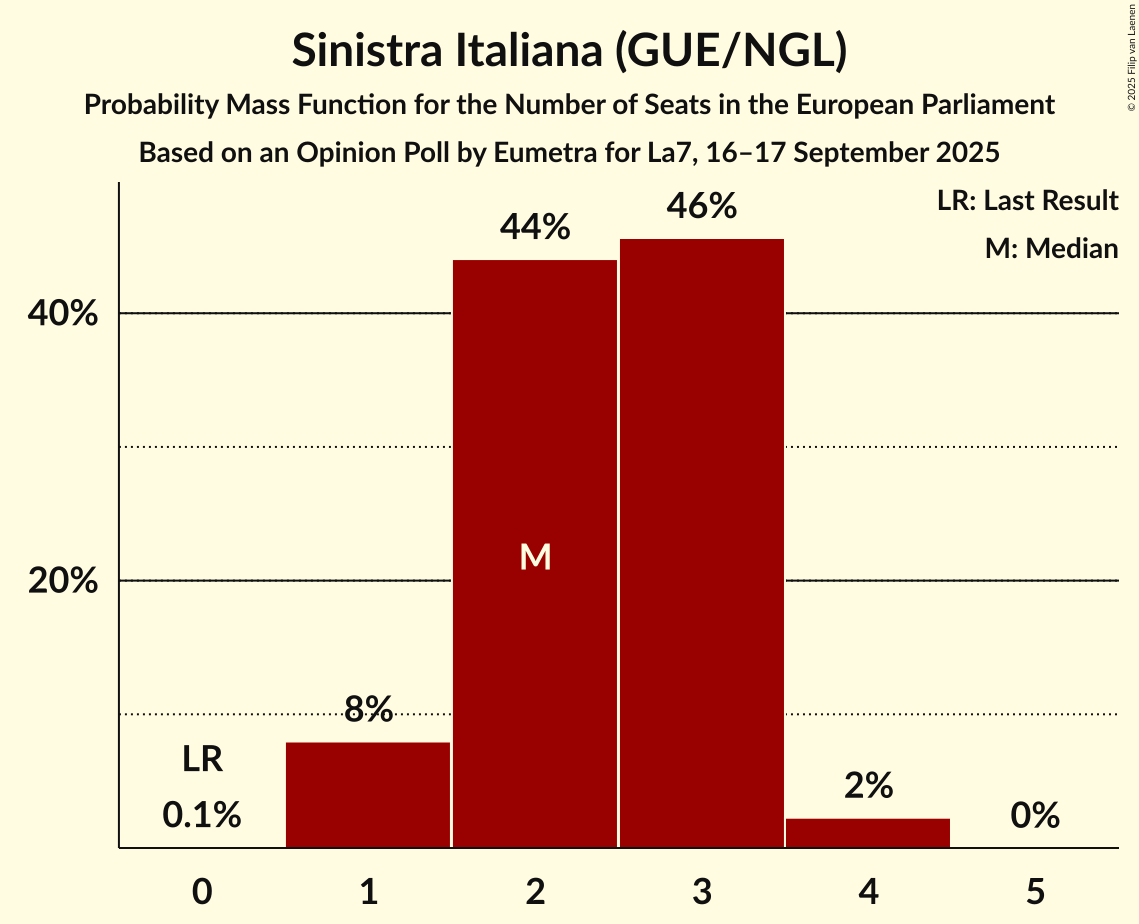 Sinistra Italiana (GUE/NGL)
Probability Mass Function for the Number of Seats in the European Parliament
Based on an Opinion Poll by Eumetra for La7, 16–17 September 2025
© 2025 Filip van Laenen
LR: Last Result
M: Median
46%
44%
40%
M
20%
8%
LR
2%
0.1%
0%
0 1 2 3 4 5